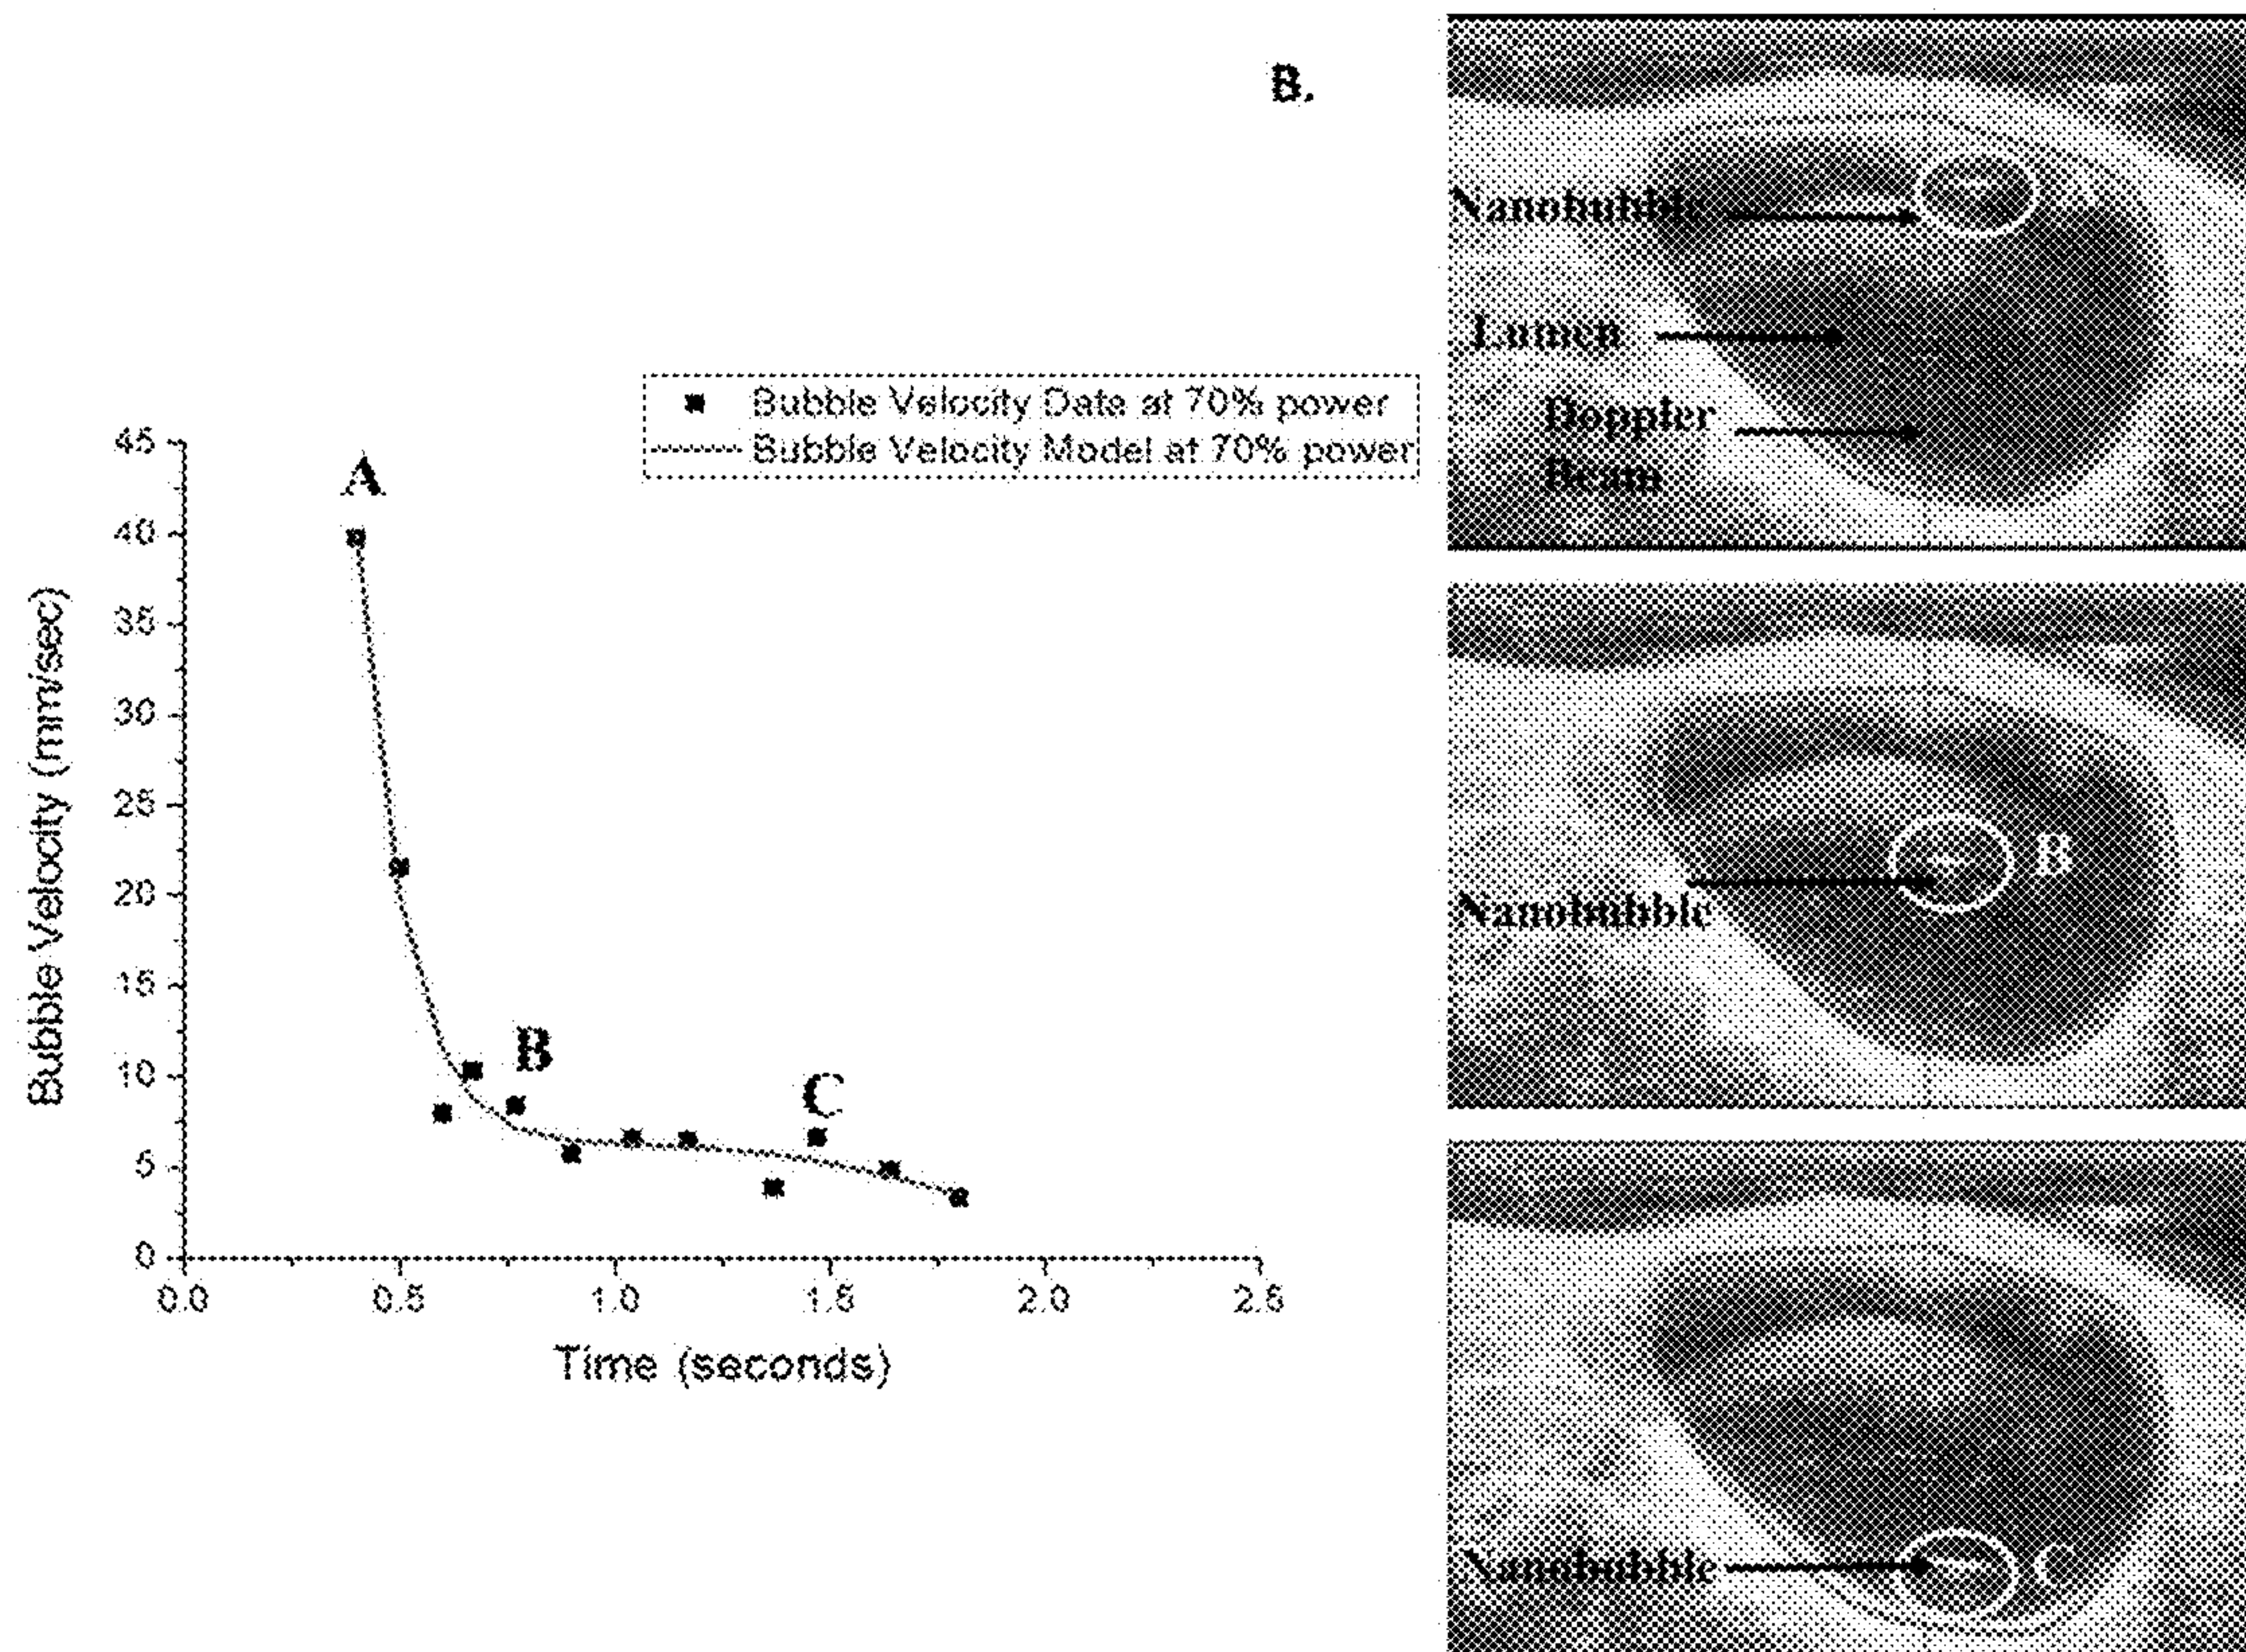 B.
Bubble Velocity Data at 70% power
Bubble Velocity Model at 70% power
45
40
35
30
25
20
15
10
5
0
Bubble Velocity (mm/sec)
A
B
C
0.0
0.5
1.0
1.5
2.0
2.5
Time (seconds)
Nanobubble
Lumen
Doppler
Beam
B
Nanobubble
Nanobubble
C